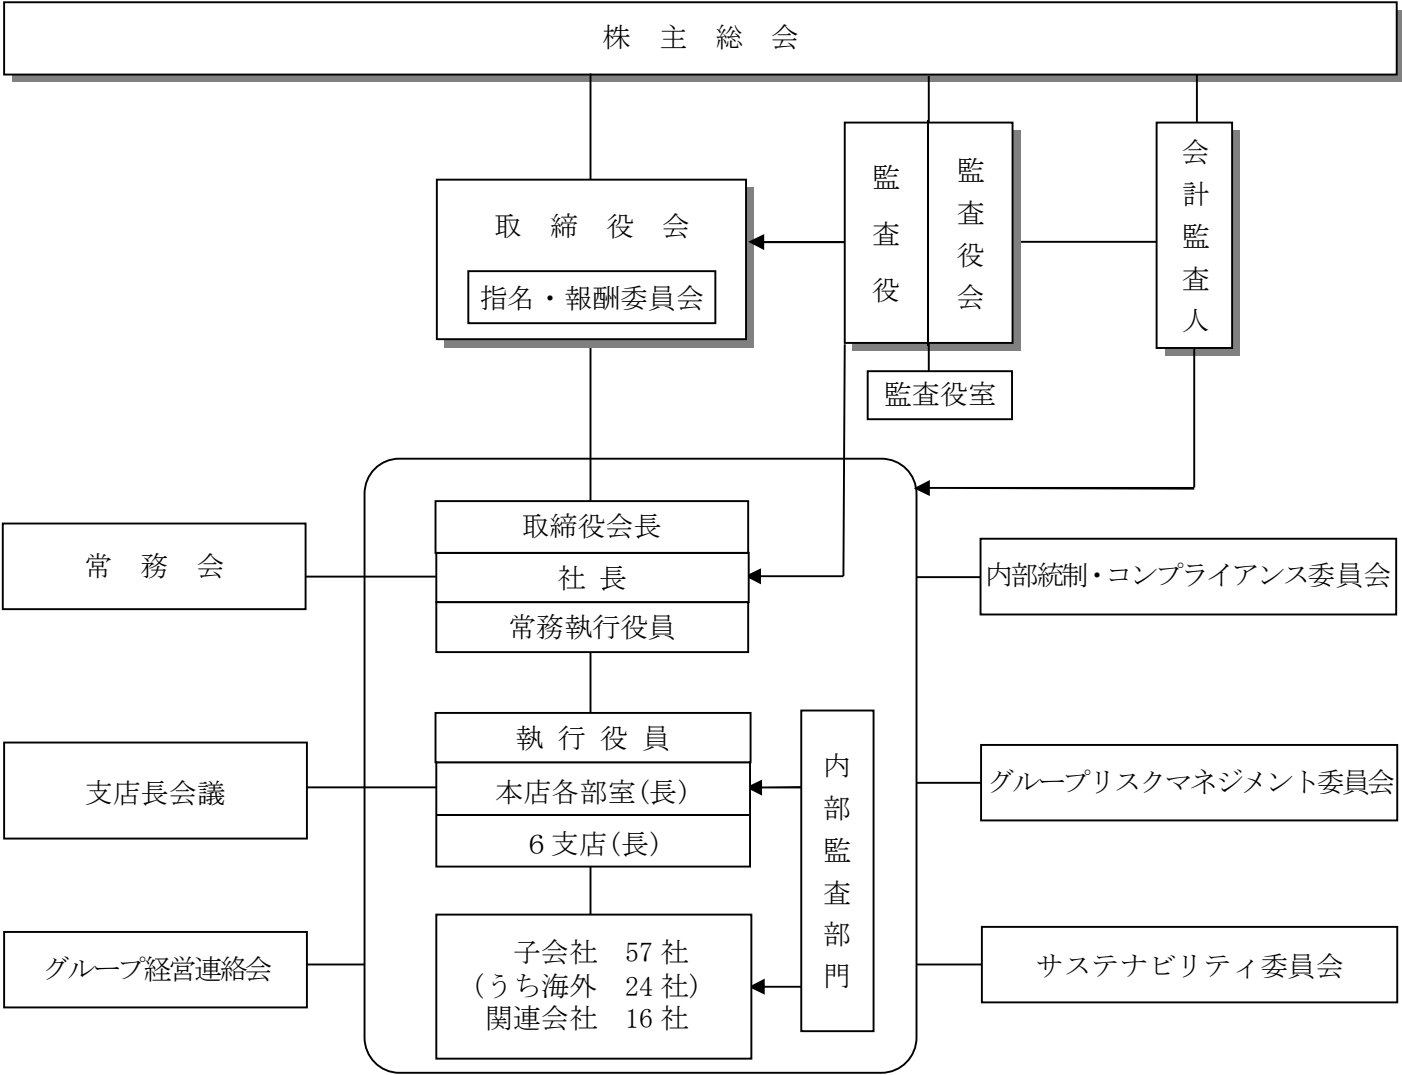 株　主　総　会
取　締　役　会
指名・報酬委員会
監査役
監査役会
会計監査人
監査役室
取締役会長
社 長
常務執行役員
常　務　会
内部統制・コンプライアンス委員会
執 行 役 員
本店各部室(長)
６支店(長)
内部監査部門
支店長会議
グループリスクマネジメント委員会
子会社　57 社
(うち海外　24 社)
関連会社　16 社
グループ経営連絡会
サステナビリティ委員会